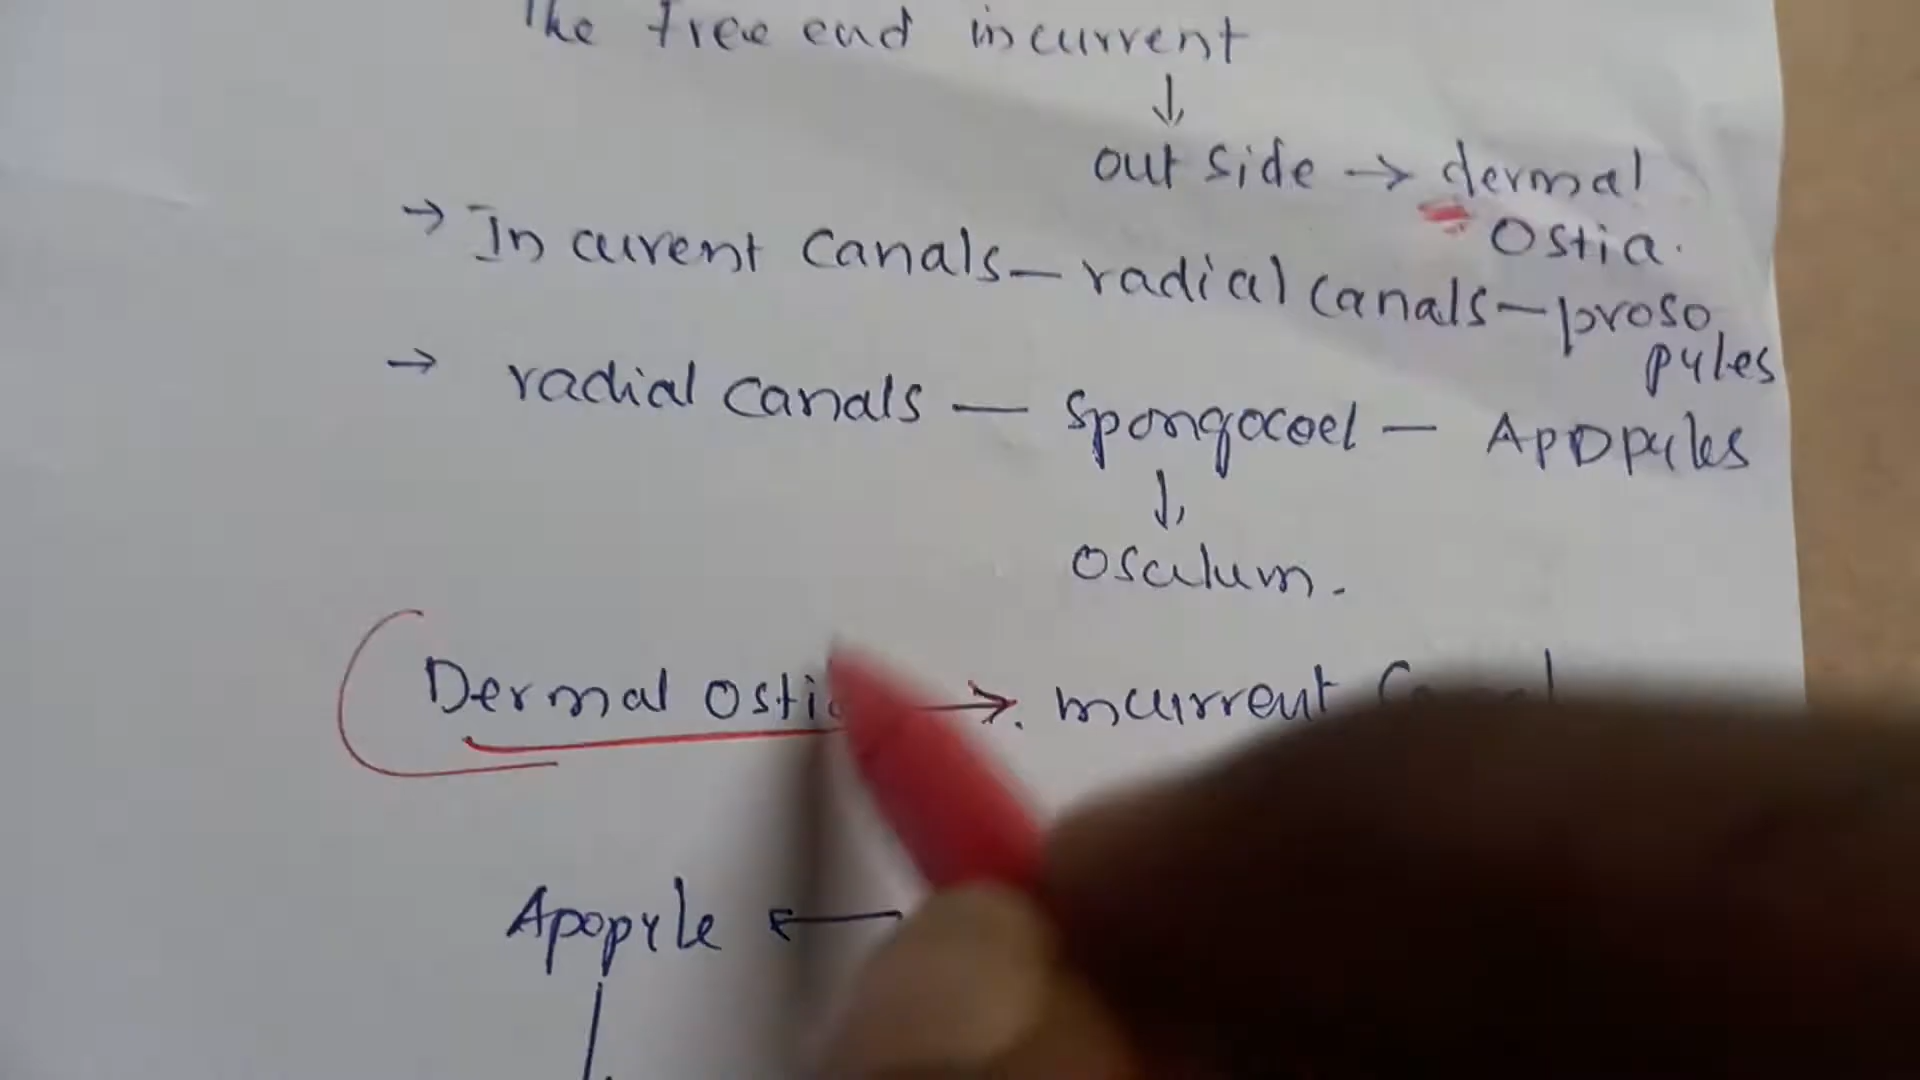 The free end incurrent
↓
out side → dermal
Ostia.
→ In curent Canals – radial canals – proso
pyles
→ radial canals – Spongocoel – Apopyles
↓
Osculum.
Dermal Osti → incurrent
Apopyle ←